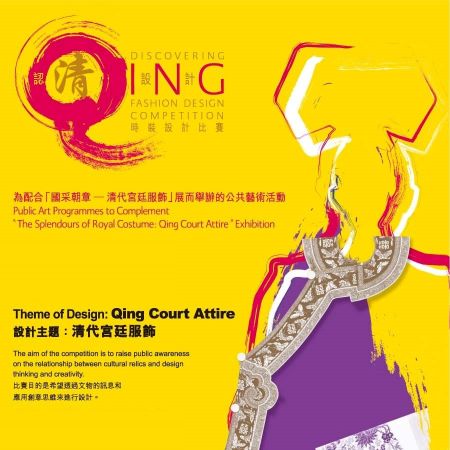 DISCOVERING
認 清 設 計
QING
FASHION DESIGN
COMPETITION
時裝設計比賽
為配合「國采朝章 — 清代宮廷服飾」展而舉辦的公共藝術活動
Public Art Programmes to Complement
"The Splendours of Royal Costume: Qing Court Attire" Exhibition
Theme of Design: Qing Court Attire
設計主題：清代宮廷服飾
The aim of the competition is to raise public awareness
on the relationship between cultural relics and design
thinking and creativity.
比賽目的是希望透過文物的訊息和
應用創意思維來進行設計。